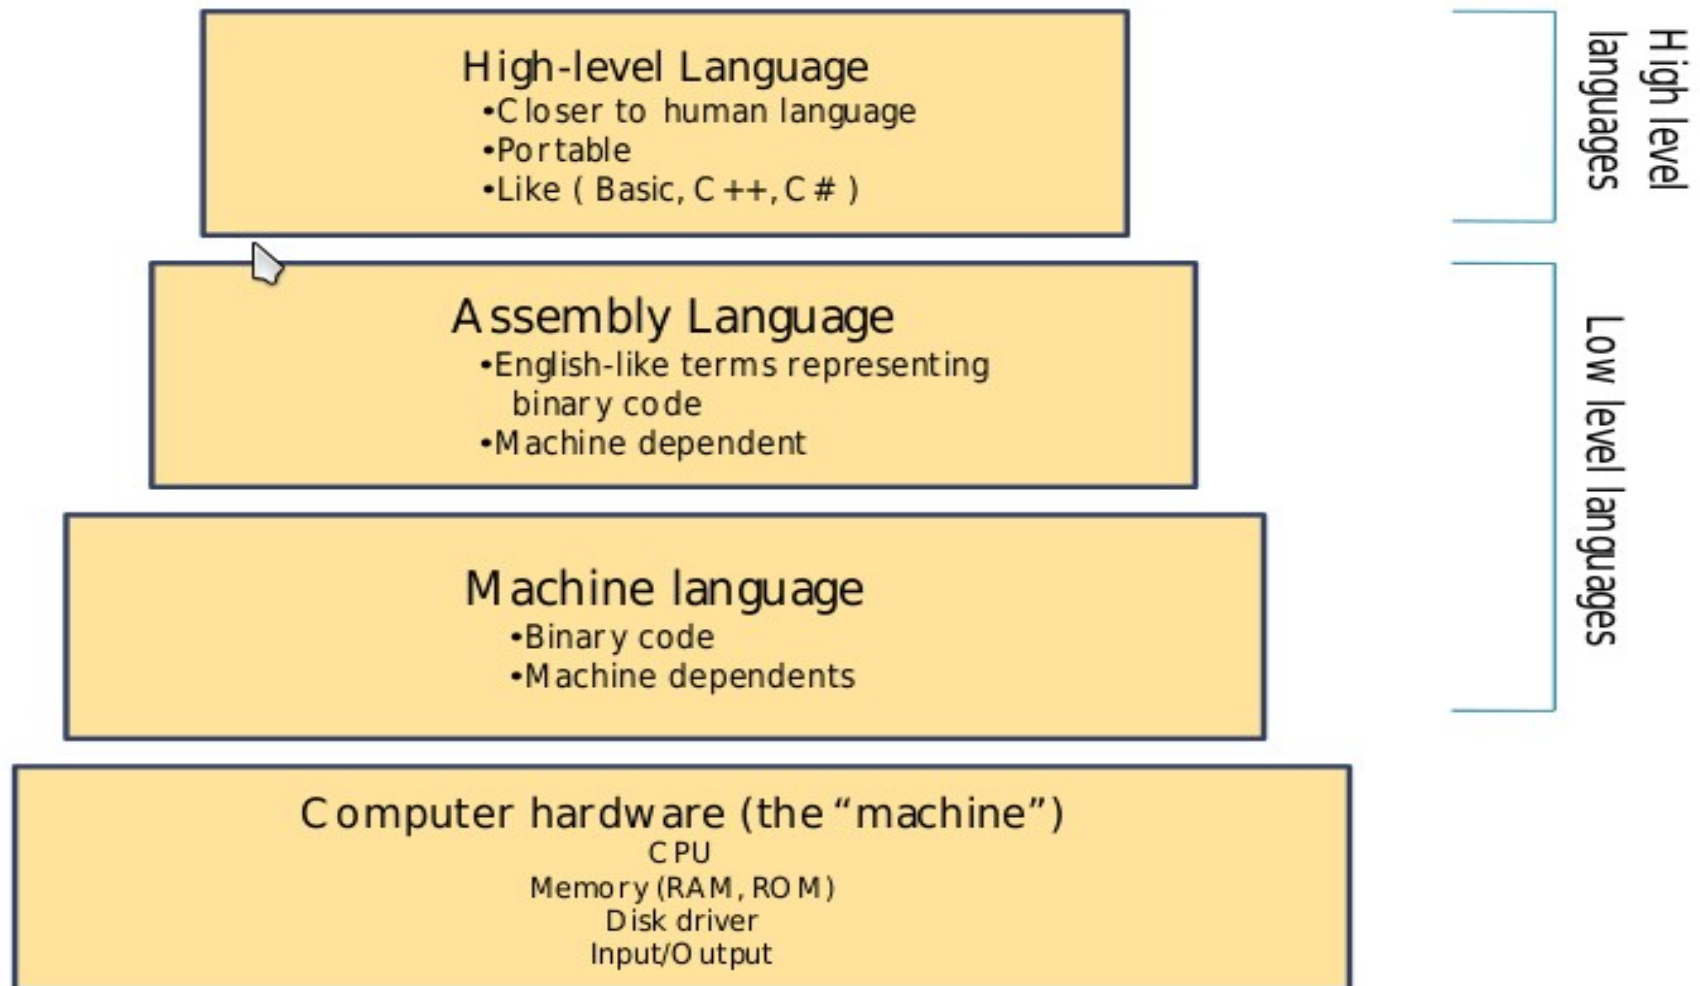 High-level Language
•Closer to human language
•Portable
•Like ( Basic, C++, C# )
High level
languages
Assembly Language
•English-like terms representing
binary code
•Machine dependent
Low level languages
Machine language
•Binary code
•Machine dependents
Computer hardware (the “machine”)
CPU
Memory (RAM, ROM)
Disk driver
Input/Output